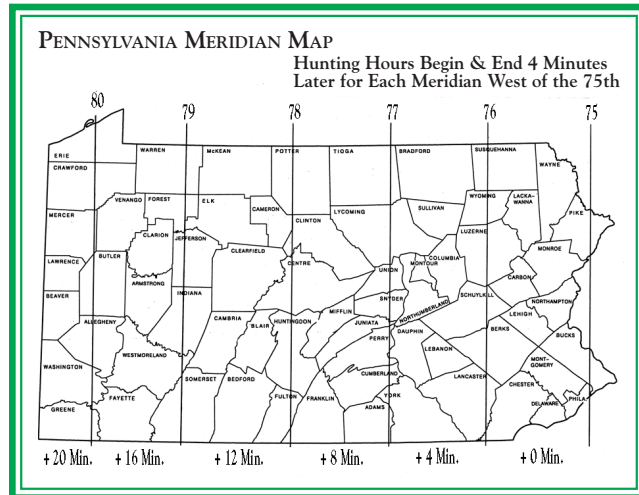 PENNSYLVANIA MERIDIAN MAP
Hunting Hours Begin & End 4 Minutes
Later for Each Meridian West of the 75th
80
79
78
77
76
75
ERIE
CRAWFORD
WARREN
McKEAN
POTTER
TIOGA
BRADFORD
SUSQUEHANNA
WAYNE
MERCER
VENANGO
FOREST
ELK
CAMERON
CLINTON
LYCOMING
SULLIVAN
WYOMING
LACKA-
WANNA
PIKE
LAWRENCE
BUTLER
CLARION
JEFFERSON
CLEARFIELD
CENTRE
UNION
MONTOUR
COLUMBIA
LUZERNE
MONROE
CARBON
BEAVER
ARMSTRONG
INDIANA
CAMBRIA
BLAIR
HUNTINGDON
MIFFLIN
SNYDER
NORTHUMBERLAND
SCHUYLKILL
NORTHAMPTON
LEHIGH
ALLEGHENY
WESTMORELAND
JUNIATA
PERRY
DAUPHIN
LEBANON
BERKS
BUCKS
MONT-
GOMERY
WASHINGTON
FAYETTE
SOMERSET
BEDFORD
FULTON
FRANKLIN
CUMBERLAND
ADAMS
YORK
LANCASTER
CHESTER
DELAWARE
PHILA.
GREENE
+ 20 Min.
+ 16 Min.
+ 12 Min.
+ 8 Min.
+ 4 Min.
+ 0 Min.